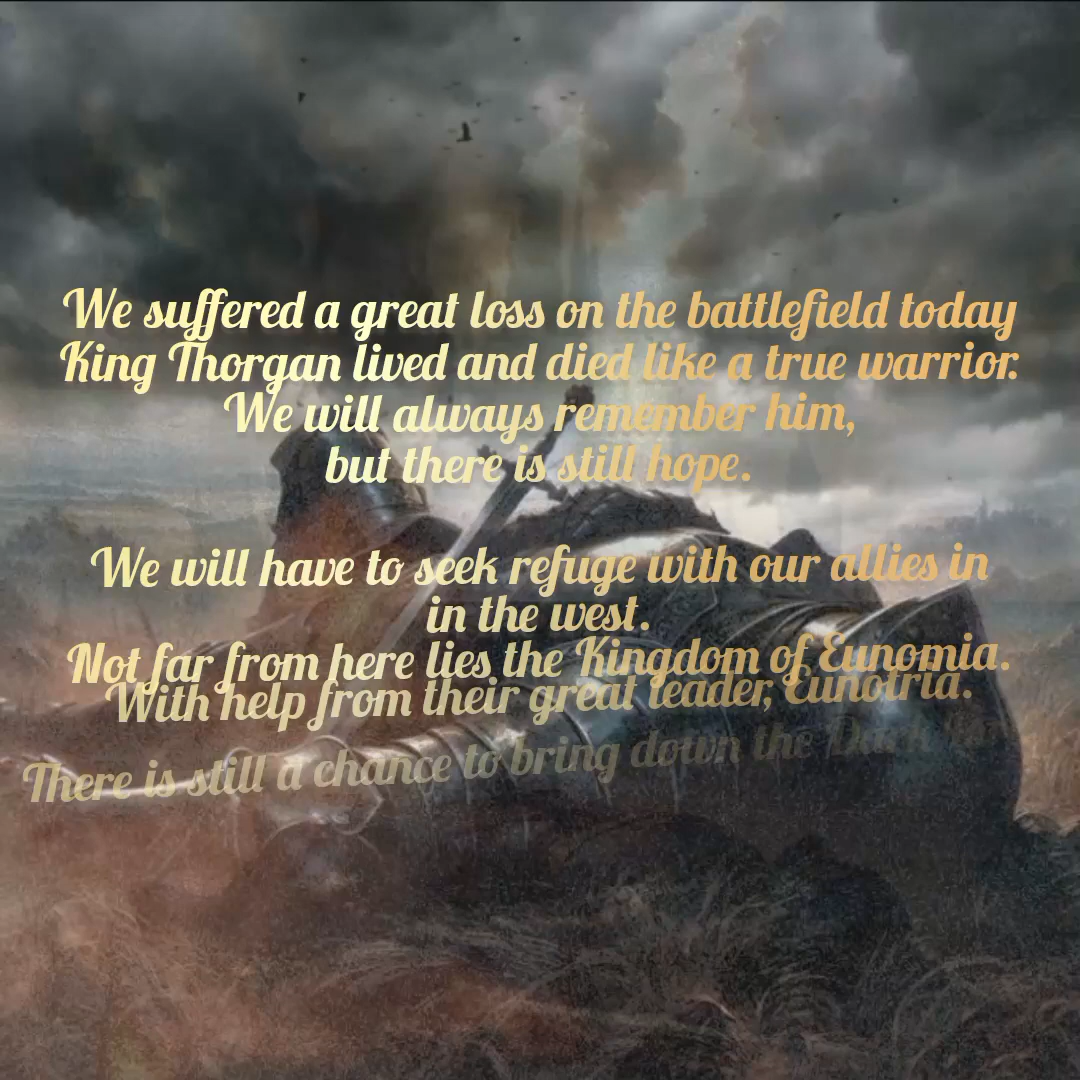 We suffered a great loss on the battlefield today
King Thorgan lived and died like a true warrior.
We will always remember him,
but there is still hope.
We will have to seek refuge with our allies in
in the west.
Not far from here lies the Kingdom of Eunomia.
With help from their great leader, Eunotria.
There is still a chance to bring down the Dark